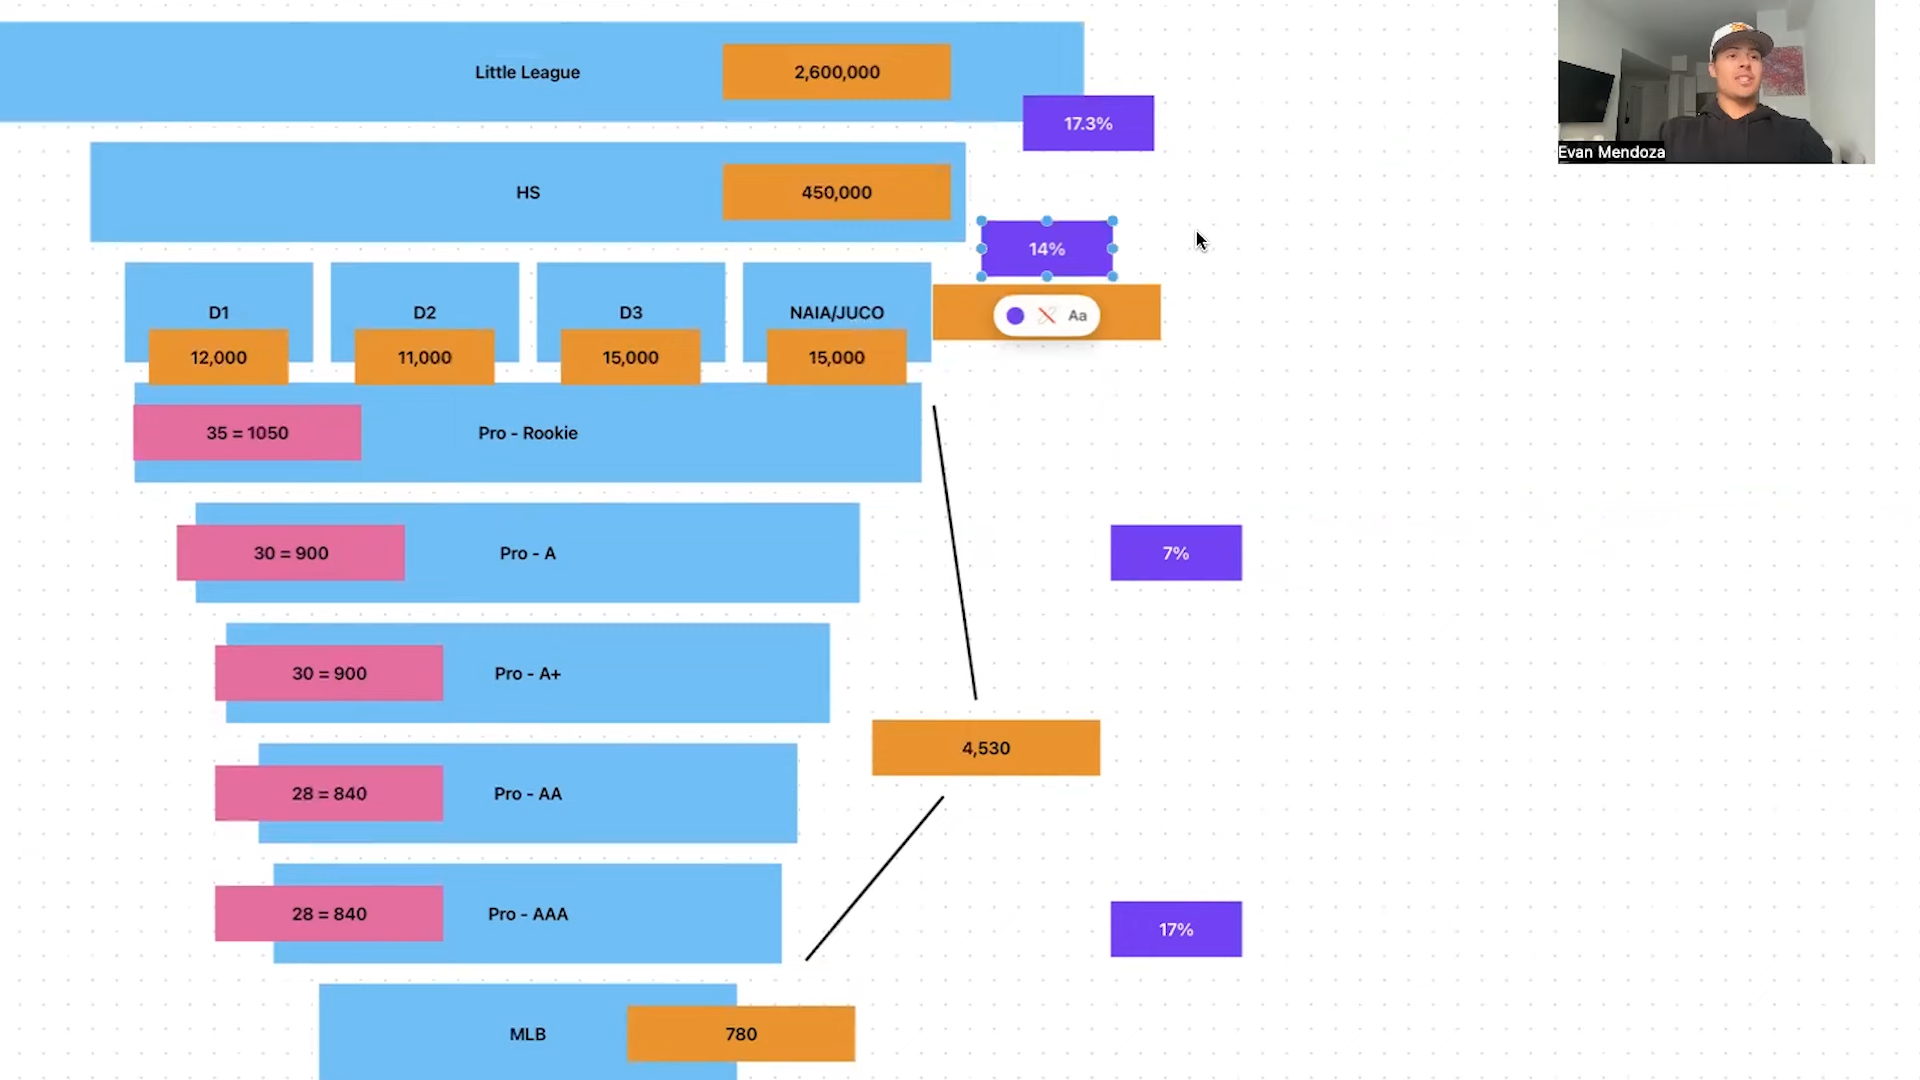 Little League
2,600,000
17.3%
HS
450,000
14%
D1
D2
D3
NAIA/JUCO
Aa
12,000
11,000
15,000
15,000
35 = 1050
Pro - Rookie
30 = 900
Pro - A
7%
30 = 900
Pro - A+
4,530
28 = 840
Pro - AA
28 = 840
Pro - AAA
17%
MLB
780
Evan Mendoza